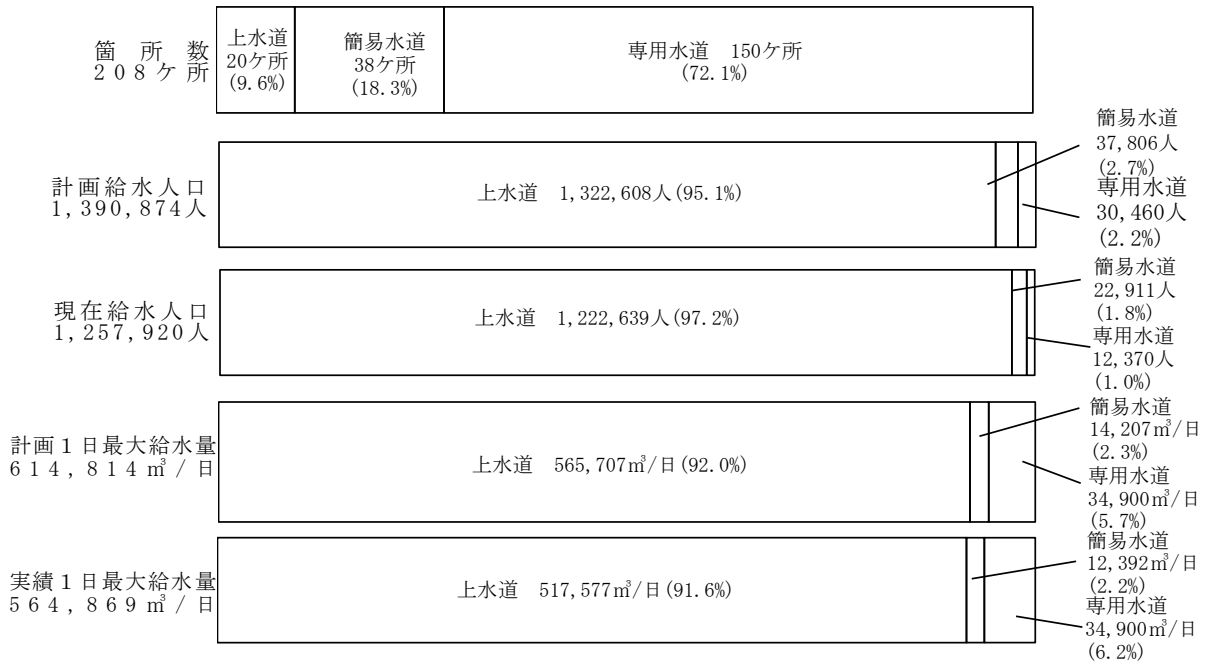 箇所数
208ケ所
上水道
20ケ所
(9.6%)
簡易水道
38ケ所
(18.3%)
専用水道 150ケ所
(72.1%)
計画給水人口
1,390,874人
上水道 1,322,608人(95.1%)
簡易水道
37,806人
(2.7%)
専用水道
30,460人
(2.2%)
現在給水人口
1,257,920人
上水道 1,222,639人(97.2%)
簡易水道
22,911人
(1.8%)
専用水道
12,370人
(1.0%)
計画1日最大給水量
614,814㎥/日
上水道 565,707㎥/日(92.0%)
簡易水道
14,207㎥/日
(2.3%)
専用水道
34,900㎥/日
(5.7%)
実績1日最大給水量
564,869㎥/日
上水道 517,577㎥/日(91.6%)
簡易水道
12,392㎥/日
(2.2%)
専用水道
34,900㎥/日
(6.2%)